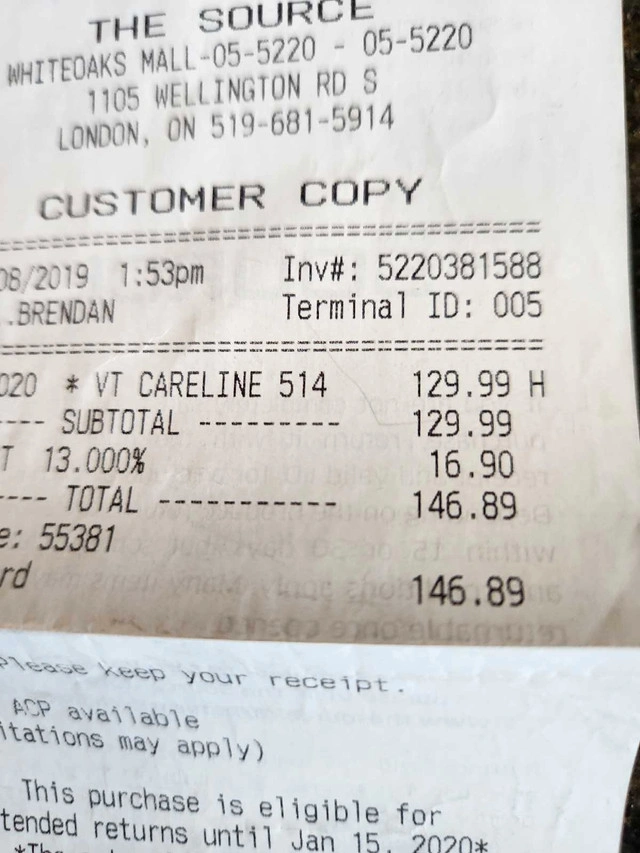 THE SOURCE
WHITEOAKS MALL-05-5220 - 05-5220
1105 WELLINGTON RD S
LONDON, ON 519-681-5914
CUSTOMER COPY
==========================================
08/2019 1:53pm Inv#: 5220381588
.BRENDAN Terminal ID: 005
==========================================
020 * VT CARELINE 514 129.99 H
---- SUBTOTAL --------- 129.99
T 13.000% 16.90
---- TOTAL ------------ 146.89
e: 55381
rd 146.89
Please keep your receipt.
ACP available
itations may apply)
This purchase is eligible for
tended returns until Jan 15, 2020*